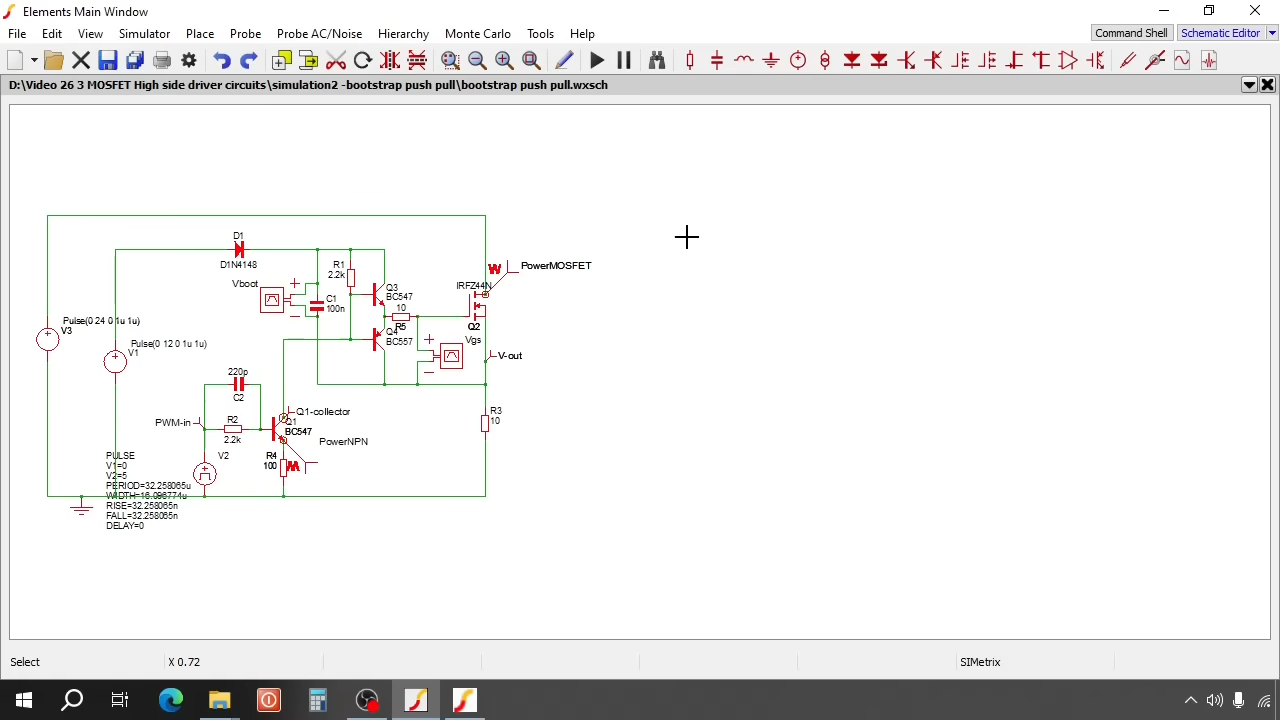 Elements Main Window
File Edit View Simulator Place Probe Probe AC/Noise Hierarchy Monte Carlo Tools Help
Command Shell
Schematic Editor
D:\Video 26 3 MOSFET High side driver circuits\simulation2 -bootstrap push pull\bootstrap push pull.wxsch
D1
D1N4148
R1
2.2k
PowerMOSFET
Vboot
Q3
BC547
IRFZ44N
C1
100n
10
R5
Pulse(0 24 0 1u 1u)
V3
Q4
BC557
Q2
Vgs
Pulse(0 12 0 1u 1u)
V1
V-out
220p
C2
Q1-collector
R3
10
PWM-in
R2
2.2k
Q1
BC547
PowerNPN
V2
R4
100
PULSE
V1=0
V2=5
PERIOD=32.258065u
WIDTH=16.096774u
RISE=32.258065n
FALL=32.258065n
DELAY=0
Select
X 0.72
SIMetrix